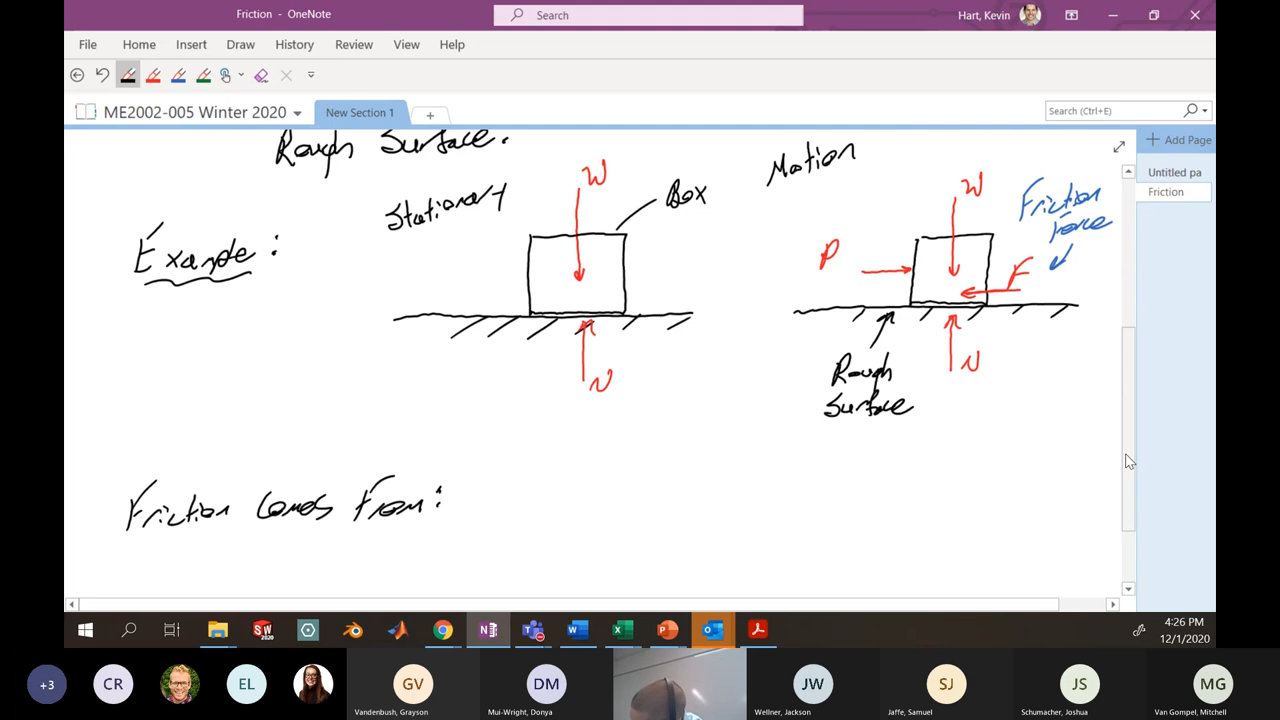 Friction - OneNote
Search
Hart, Kevin
File Home Insert Draw History Review View Help
ME2002-005 Winter 2020
New Section 1
Search (Ctrl+E)
Add Page
Untitled pa
Friction
Rough Surface.
Motion
Stationary
W
Box
W
Friction
Force
Example:
P
F
N
N
Rough
Surface
Friction Comes From:
4:26 PM
12/1/2020
SW
2020
+3
CR
EL
GV
DM
JW
SJ
JS
MG
Vandenbush, Grayson
Mui-Wright, Donya
Wellner, Jackson
Jaffe, Samuel
Schumacher, Joshua
Van Gompel, Mitchell